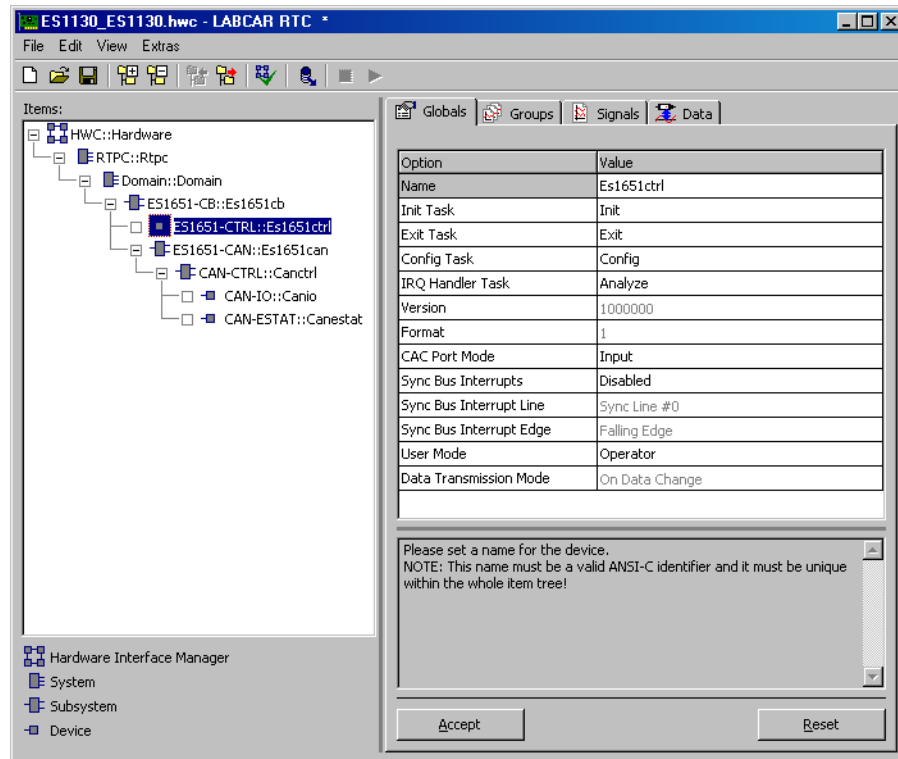 ES1130_ES1130.hwc - LABCAR RTC *
File Edit View Extras
Items:
HWC::Hardware
RTPC::Rtpc
Domain::Domain
ES1651-CB::Es1651cb
ES1651-CTRL::Es1651ctrl
ES1651-CAN::Es1651can
CAN-CTRL::Canctrl
CAN-IO::Canio
CAN-ESTAT::Canestat
Hardware Interface Manager
System
Subsystem
Device
Globals Groups Signals Data
Option Value
Name Es1651ctrl
Init Task Init
Exit Task Exit
Config Task Config
IRQ Handler Task Analyze
Version 1000000
Format 1
CAC Port Mode Input
Sync Bus Interrupts Disabled
Sync Bus Interrupt Line Sync Line #0
Sync Bus Interrupt Edge Falling Edge
User Mode Operator
Data Transmission Mode On Data Change
Please set a name for the device.
NOTE: This name must be a valid ANSI-C identifier and it must be unique
within the whole item tree!
Accept Reset